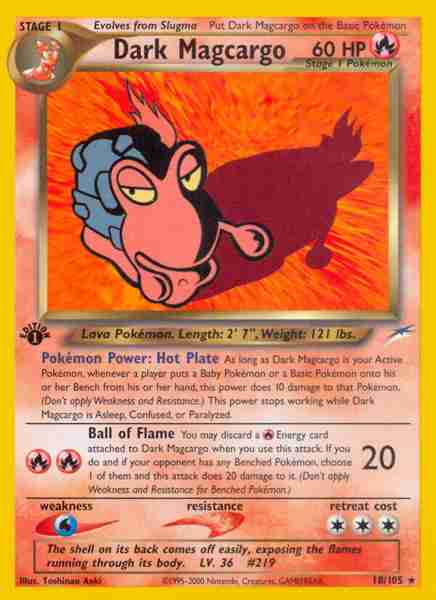 STAGE 1 Evolves from Slugma Put Dark Magcargo on the Basic Pokémon
Dark Magcargo 60 HP
Stage 1 Pokémon
EDITION 1
Lava Pokémon. Length: 2' 7", Weight: 121 lbs.
Pokémon Power: Hot Plate As long as Dark Magcargo is your Active
Pokémon, whenever a player puts a Baby Pokémon or a Basic Pokémon onto his
or her Bench from his or her hand, this power does 10 damage to that Pokémon.
(Don't apply Weakness and Resistance.) This power stops working while Dark
Magcargo is Asleep, Confused, or Paralyzed.
Ball of Flame You may discard a Energy card
attached to Dark Magcargo when you use this attack. If you
do and if your opponent has any Benched Pokémon, choose
1 of them and this attack does 20 damage to it. (Don't apply
Weakness and Resistance for Benched Pokémon.)
20
weakness resistance retreat cost
The shell on its back comes off easily, exposing the flames
running through its body. LV. 36 #219
Illus. Toshinao Aoki ©1995-2000 Nintendo, Creatures, GAMEFREAK. 18/105 ★